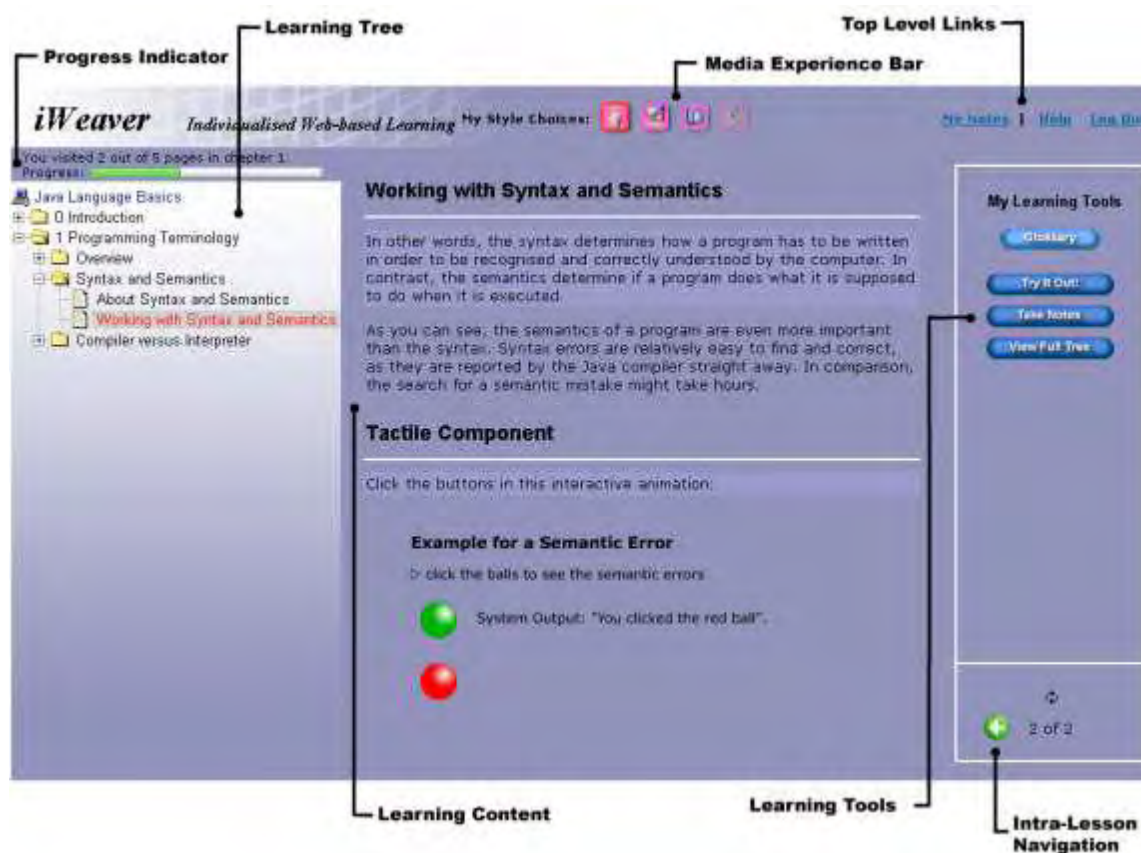 Learning Tree
Top Level Links
Progress Indicator
Media Experience Bar
iWeaver Individualised Web-based Learning My Style Choices:
My Notes | Help Log Ou
You visited 2 out of 5 pages in chapter 1.
Progress:
Java Language Basics
0 Introduction
1 Programming Terminology
Overview
Syntax and Semantics
About Syntax and Semantics
Working with Syntax and Semantics
Compiler versus Interpreter
Working with Syntax and Semantics
In other words, the syntax determines how a program has to be written
in order to be recognised and correctly understood by the computer. In
contrast, the semantics determine if a program does what it is supposed
to do when it is executed.
As you can see, the semantics of a program are even more important
than the syntax. Syntax errors are relatively easy to find and correct,
as they are reported by the Java compiler straight away. In comparison,
the search for a semantic mistake might take hours.
Tactile Component
Click the buttons in this interactive animation:
Example for a Semantic Error
click the balls to see the semantic errors
System Output: "You clicked the red ball".
My Learning Tools
Glossary
Try It Out!
Take Notes
View Full Tree
2 of 2
Learning Content
Learning Tools
Intra-Lesson
Navigation